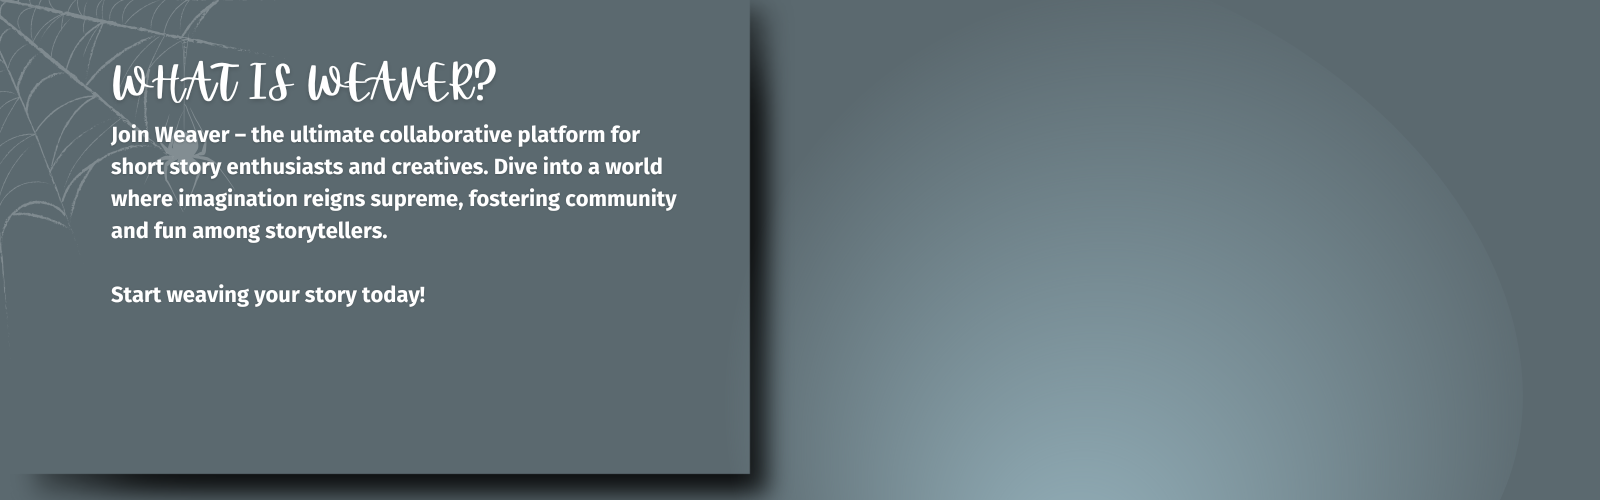 WHAT IS WEAVER?
Join Weaver – the ultimate collaborative platform for
short story enthusiasts and creatives. Dive into a world
where imagination reigns supreme, fostering community
and fun among storytellers.
Start weaving your story today!